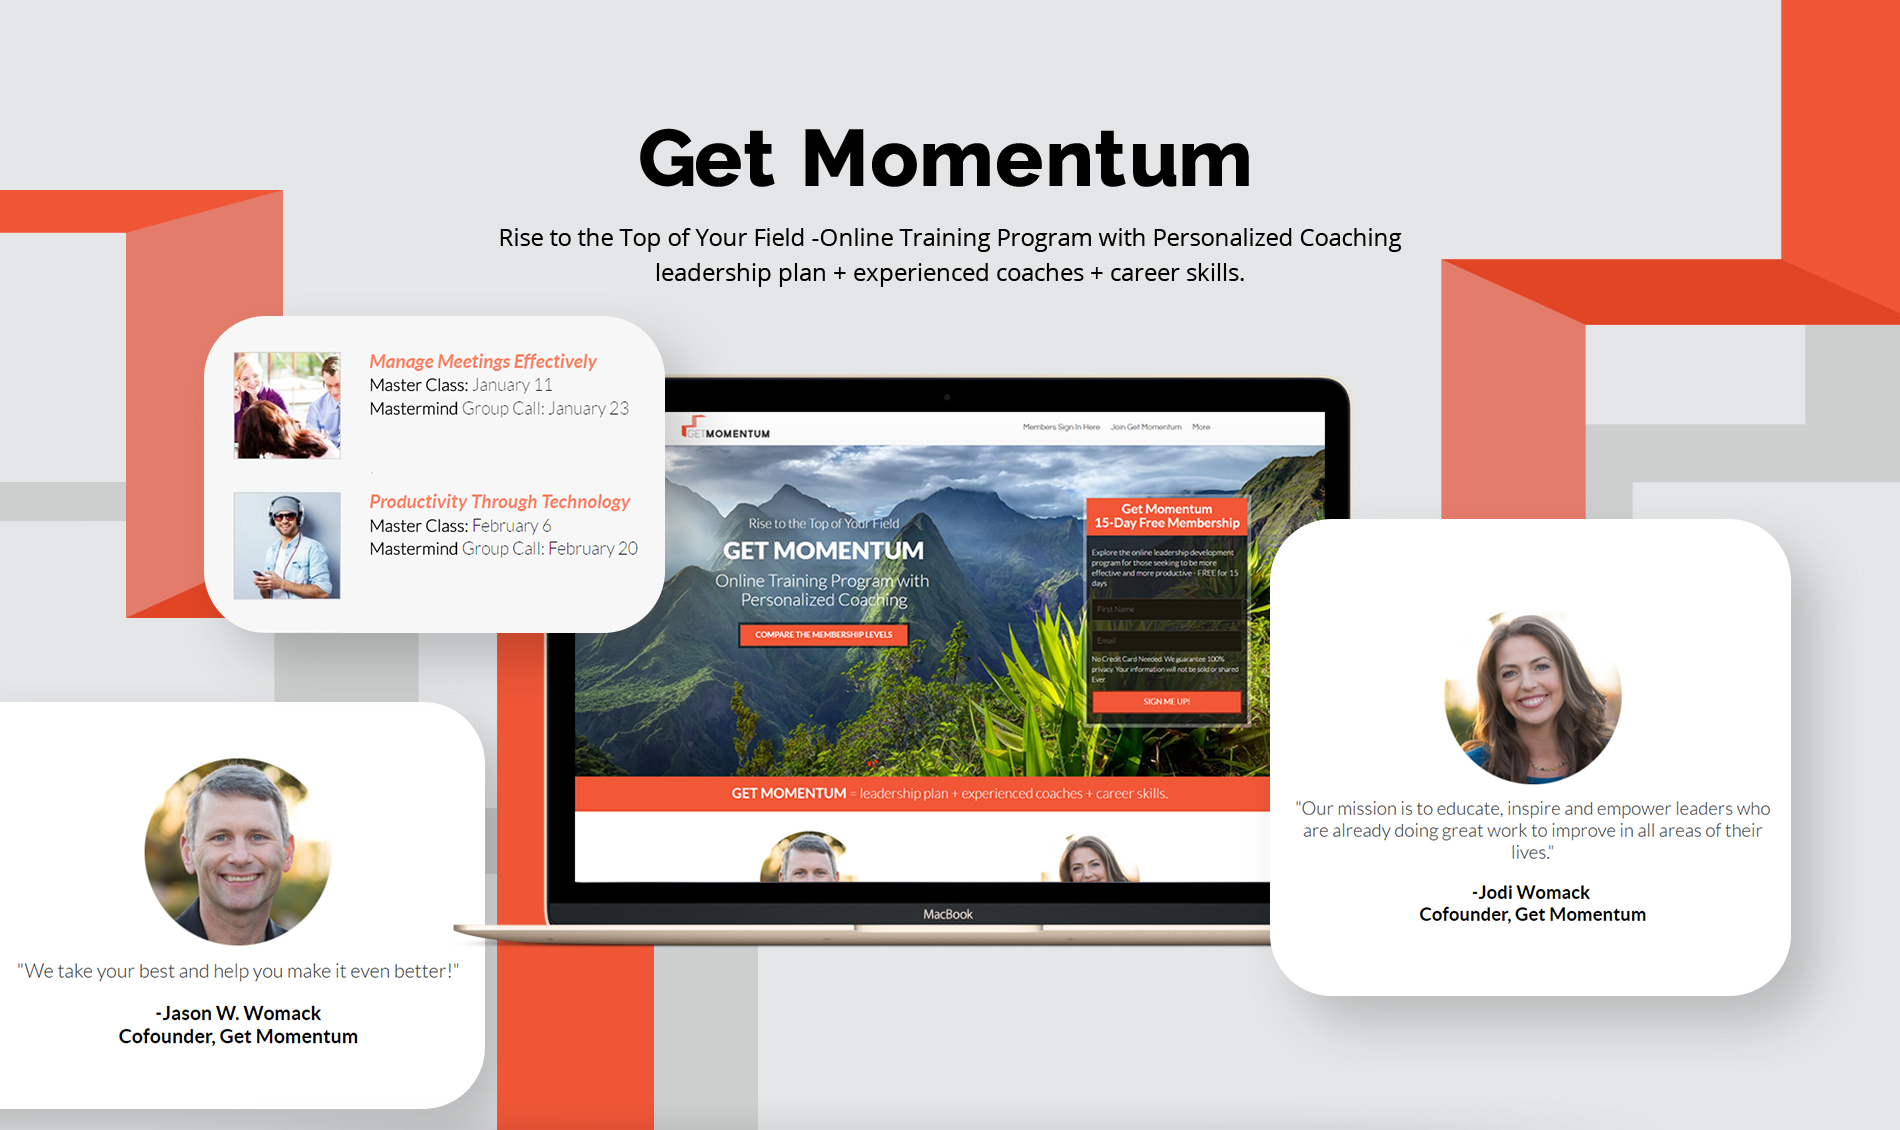 Get Momentum
Rise to the Top of Your Field -Online Training Program with Personalized Coaching
leadership plan + experienced coaches + career skills.
Manage Meetings Effectively
Master Class: January 11
Mastermind Group Call: January 23
Productivity Through Technology
Master Class: February 6
Mastermind Group Call: February 20
GETMOMENTUM
Members Sign In Here Join Get Momentum More
Rise to the Top of Your Field
GET MOMENTUM
Online Training Program with
Personalized Coaching
COMPARE THE MEMBERSHIP LEVELS
Get Momentum
15-Day Free Membership
Explore the online leadership development
program for those seeking to be more
effective and more productive - FREE for 15
days
First Name
Email
No Credit Card Needed. We guarantee 100%
privacy. Your information will not be sold or shared.
Ever.
SIGN ME UP!
GET MOMENTUM = leadership plan + experienced coaches + career skills.
MacBook
"We take your best and help you make it even better!"
-Jason W. Womack
Cofounder, Get Momentum
"Our mission is to educate, inspire and empower leaders who
are already doing great work to improve in all areas of their
lives."
-Jodi Womack
Cofounder, Get Momentum